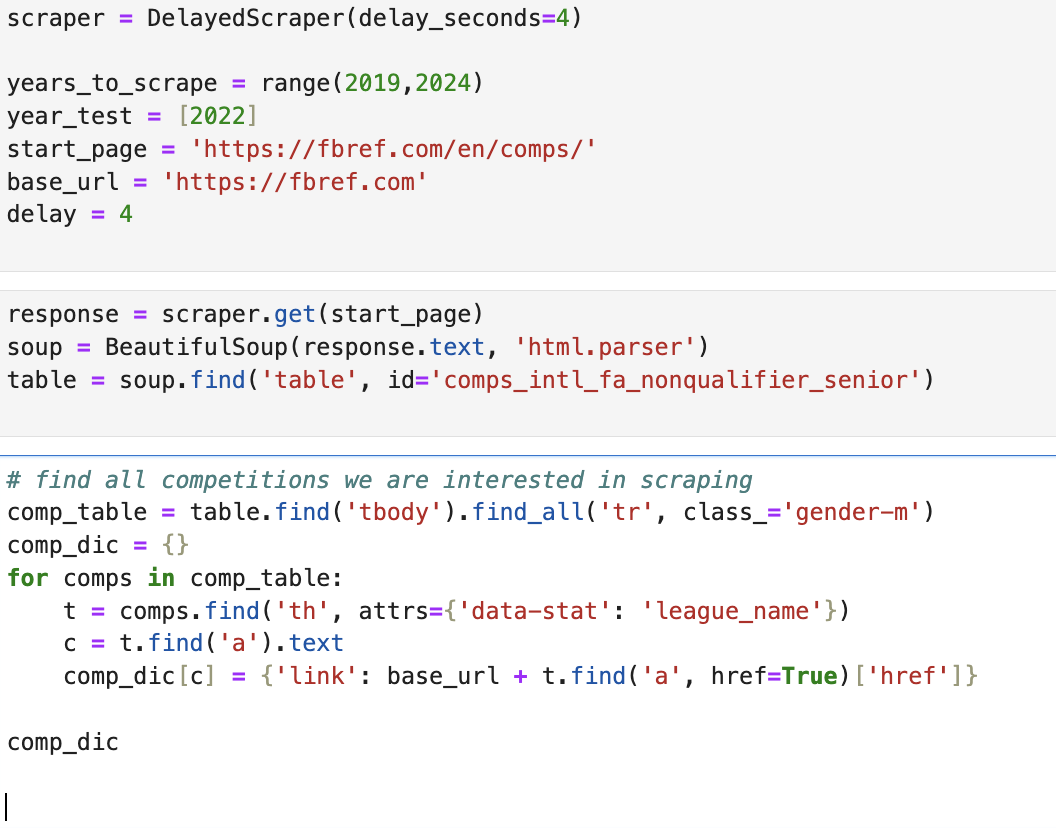 scraper = DelayedScraper(delay_seconds=4)
years_to_scrape = range(2019,2024)
year_test = [2022]
start_page = 'https://fbref.com/en/comps/'
base_url = 'https://fbref.com'
delay = 4
response = scraper.get(start_page)
soup = BeautifulSoup(response.text, 'html.parser')
table = soup.find('table', id='comps_intl_fa_nonqualifier_senior')
# find all competitions we are interested in scraping
comp_table = table.find('tbody').find_all('tr', class_='gender-m')
comp_dic = {}
for comps in comp_table:
    t = comps.find('th', attrs={'data-stat': 'league_name'})
    c = t.find('a').text
    comp_dic[c] = {'link': base_url + t.find('a', href=True)['href']}
comp_dic